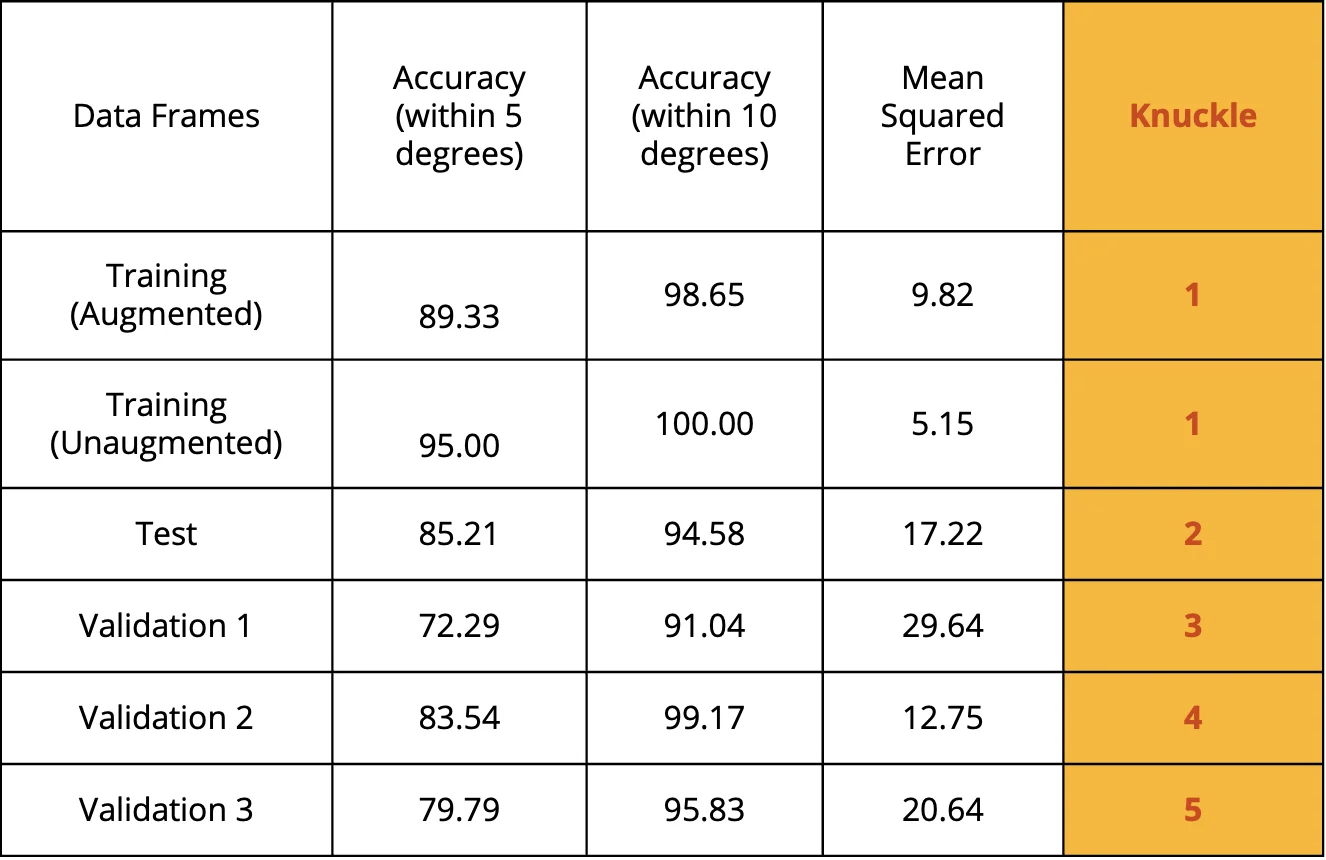 Data Frames
Accuracy
(within 5
degrees)
Accuracy
(within 10
degrees)
Mean
Squared
Error
Knuckle
Training
(Augmented)
89.33
98.65
9.82
1
Training
(Unaugmented)
95.00
100.00
5.15
1
Test
85.21
94.58
17.22
2
Validation 1
72.29
91.04
29.64
3
Validation 2
83.54
99.17
12.75
4
Validation 3
79.79
95.83
20.64
5